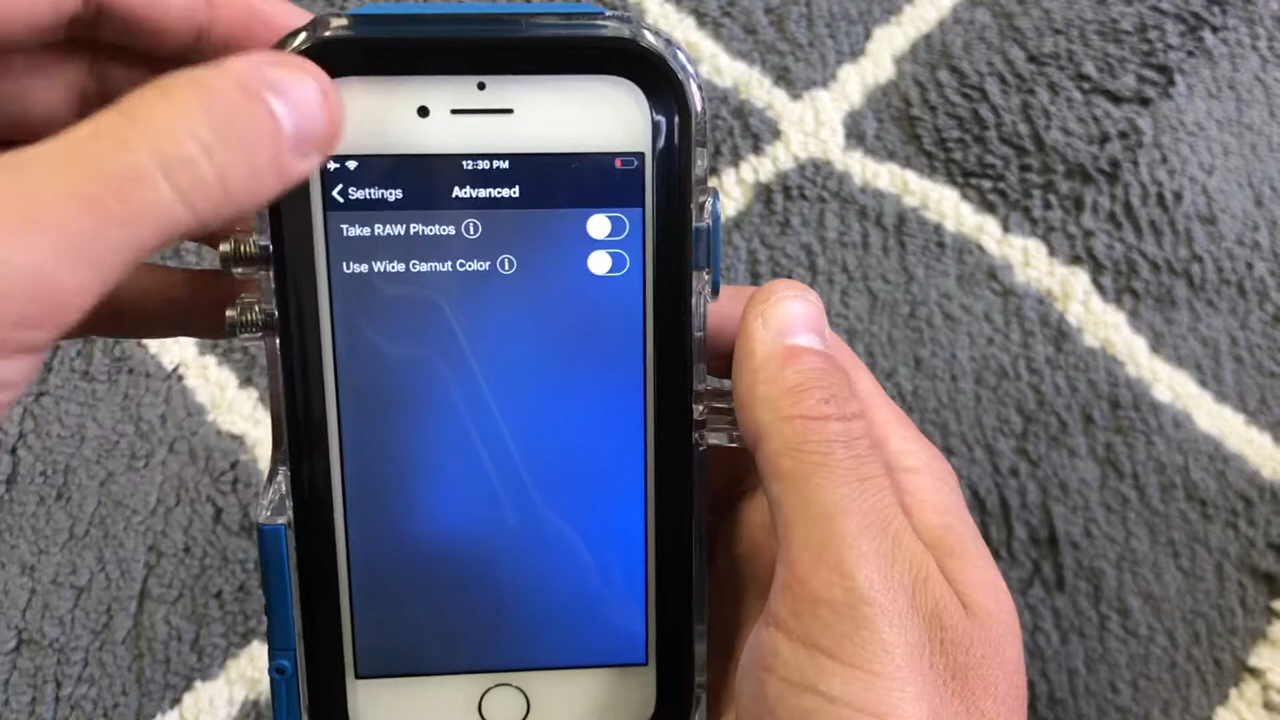 12:30 PM
Settings
Advanced
Take RAW Photos
Use Wide Gamut Color